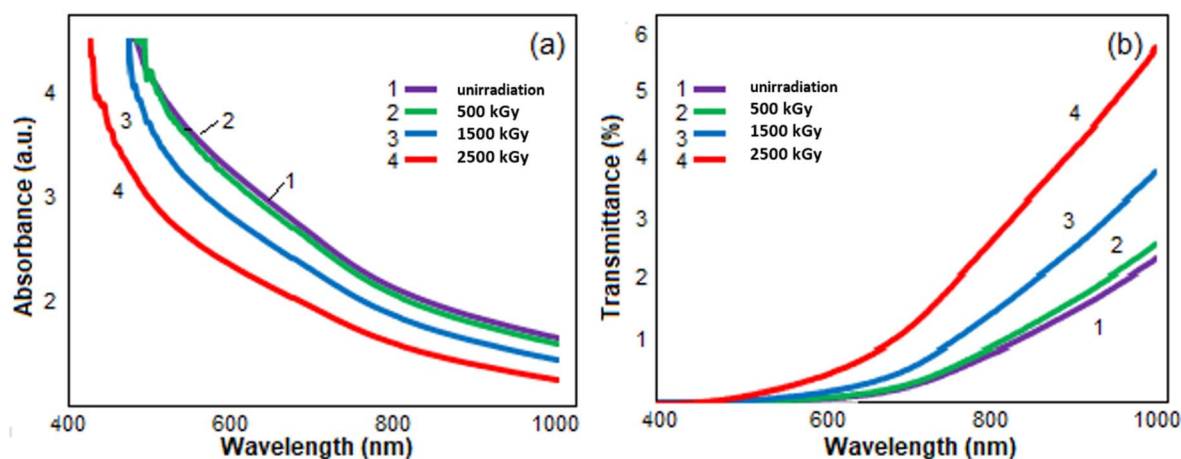 (a)
4
3
2
Absorbance (a.u.)
1 unirradiation
2 500 kGy
3 1500 kGy
4 2500 kGy
3
2
1
4
400 600 800 1000
Wavelength (nm)
(b)
6
5
4
3
2
1
Transmittance (%)
1 unirradiation
2 500 kGy
3 1500 kGy
4 2500 kGy
4
3
2
1
400 600 800 1000
Wavelength (nm)